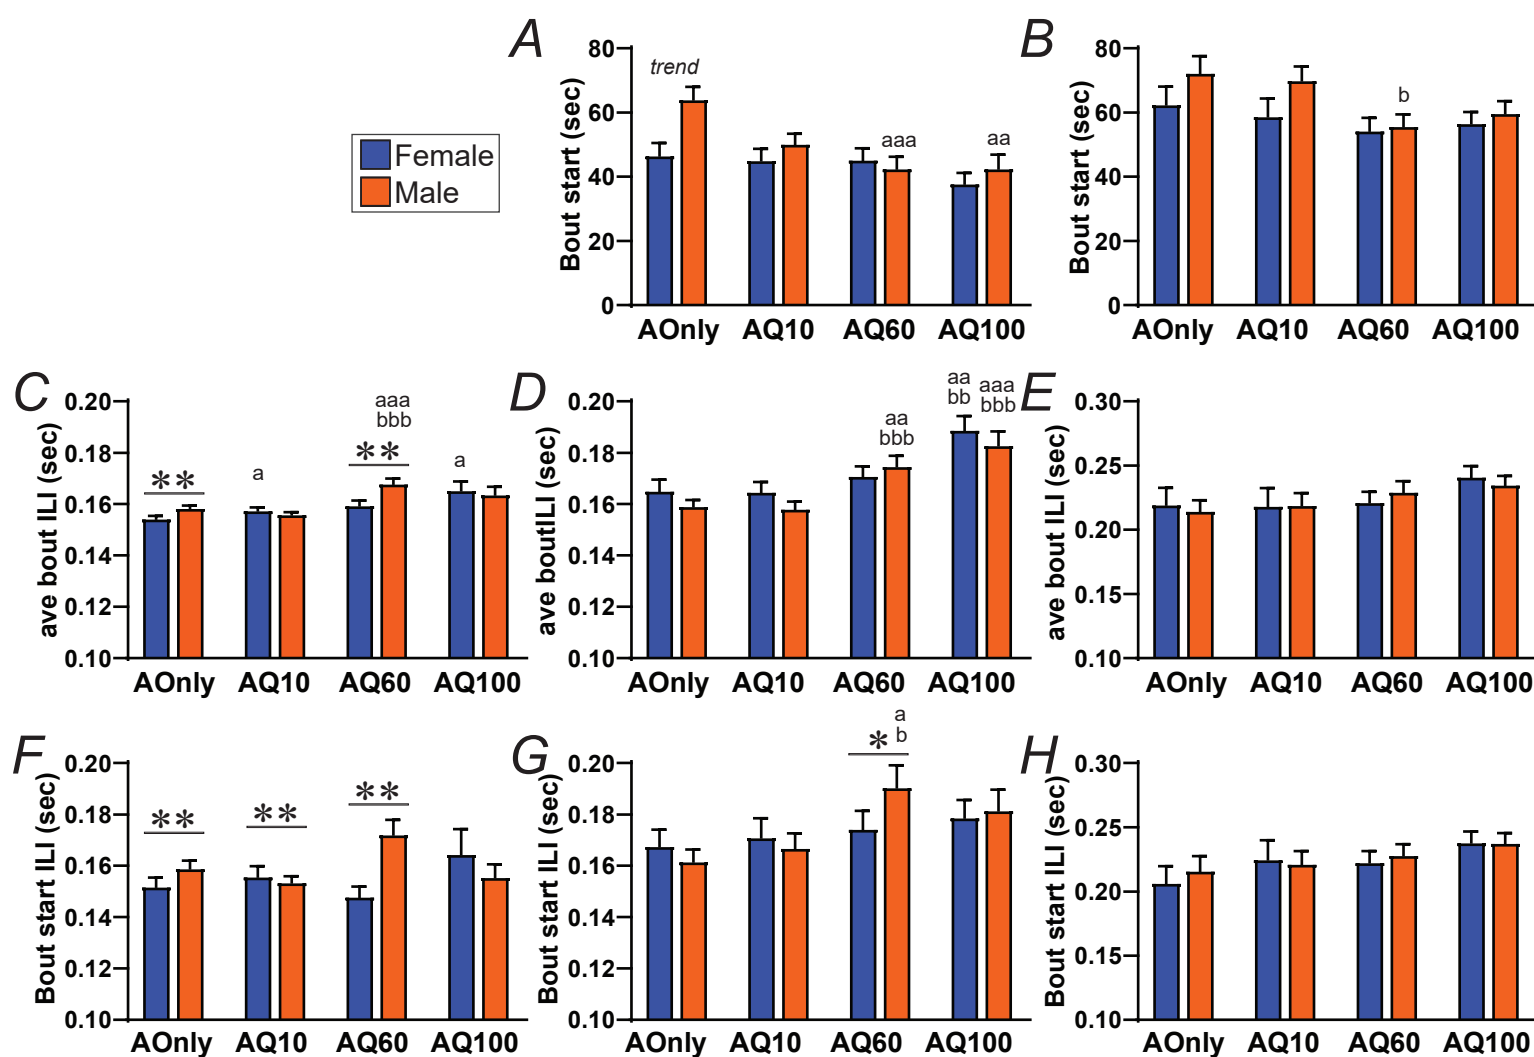 Female
Male
A
Bout start (sec)
80
60
40
20
0
trend
aaa
aa
AOnly AQ10 AQ60 AQ100
B
Bout start (sec)
80
60
40
20
0
b
AOnly AQ10 AQ60 AQ100
C
ave bout ILI (sec)
0.20
0.18
0.16
0.14
0.12
0.10
**
a
aaa
bbb
**
a
AOnly AQ10 AQ60 AQ100
D
ave boutILI (sec)
0.20
0.18
0.16
0.14
0.12
0.10
aa
bbb
aa
bb
aaa
bbb
AOnly AQ10 AQ60 AQ100
E
ave bout ILI (sec)
0.30
0.25
0.20
0.15
0.10
AOnly AQ10 AQ60 AQ100
F
Bout start ILI (sec)
0.20
0.18
0.16
0.14
0.12
0.10
**
**
**
AOnly AQ10 AQ60 AQ100
G
Bout start ILI (sec)
0.20
0.18
0.16
0.14
0.12
0.10
a
* b
AOnly AQ10 AQ60 AQ100
H
Bout start ILI (sec)
0.30
0.25
0.20
0.15
0.10
AOnly AQ10 AQ60 AQ100